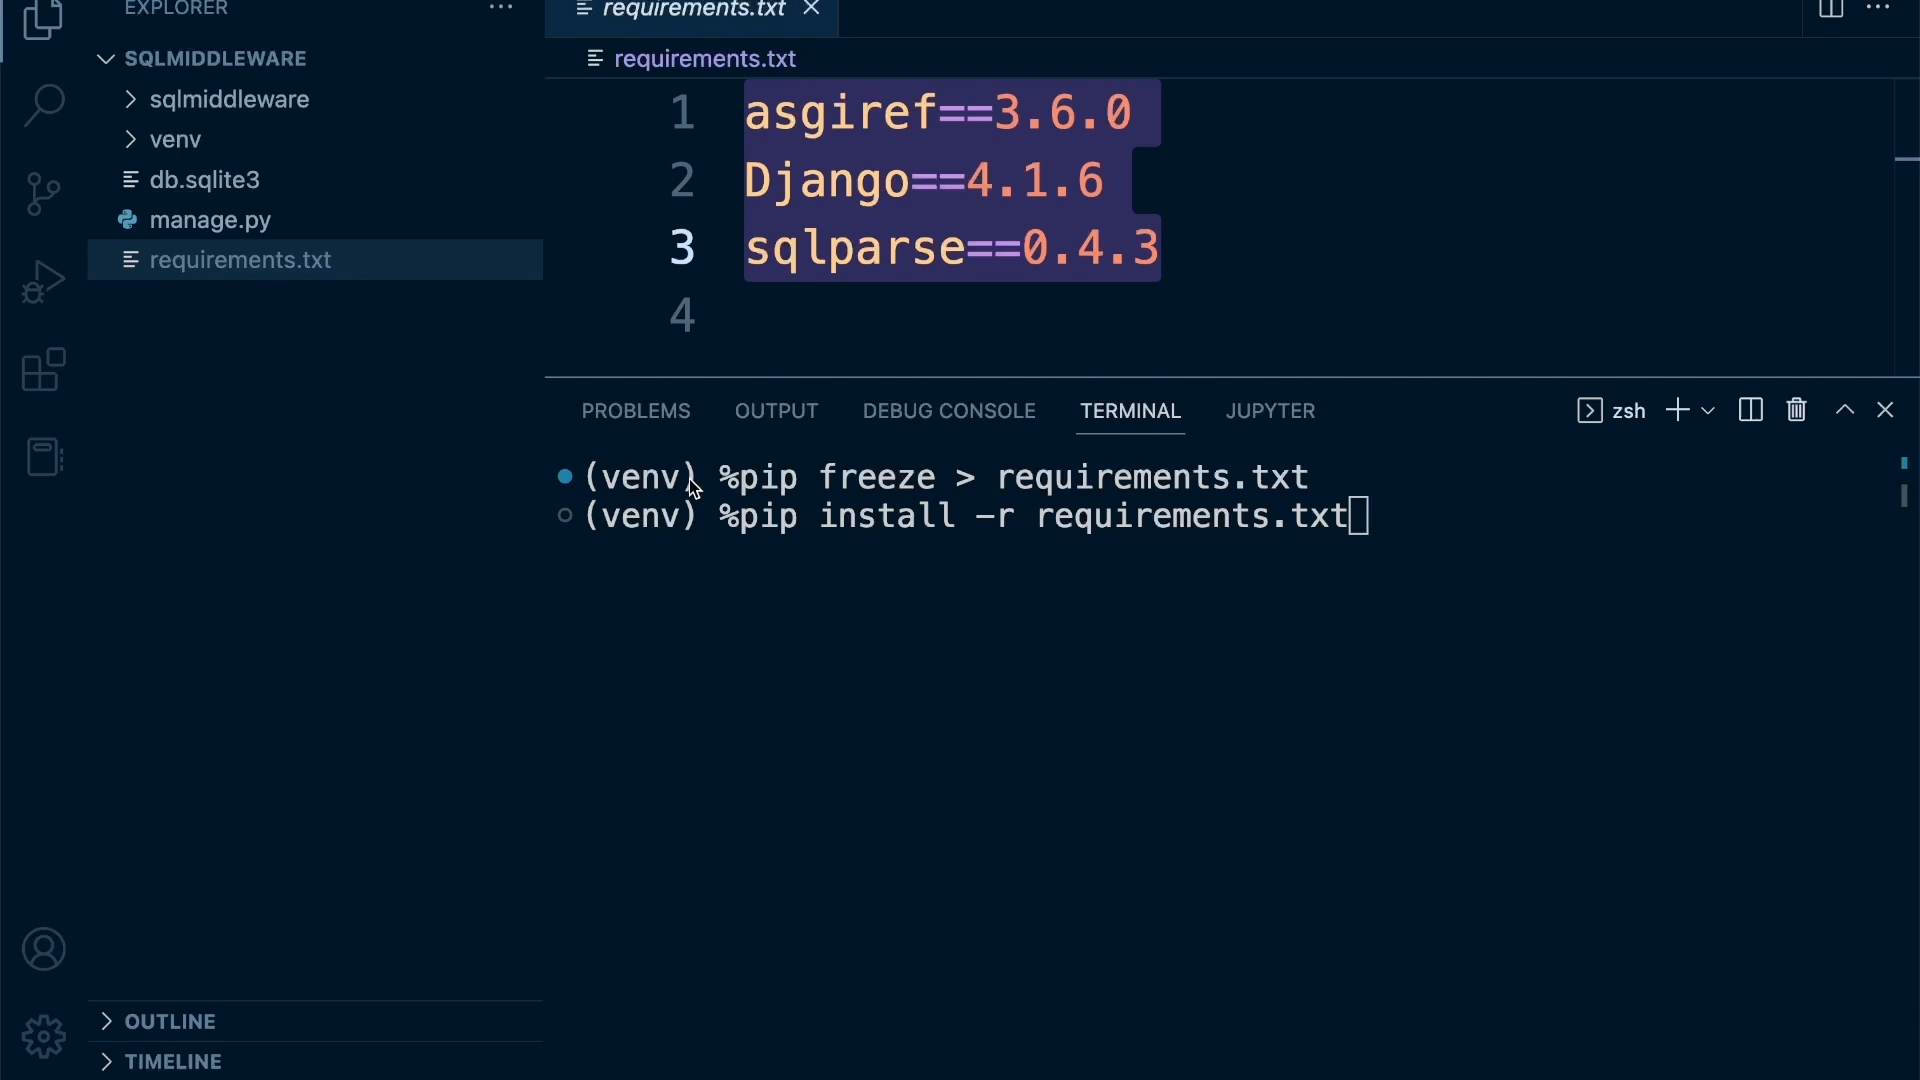 EXPLORER
SQLMIDDLEWARE
sqlmiddleware
venv
db.sqlite3
manage.py
requirements.txt
OUTLINE
TIMELINE
requirements.txt
requirements.txt
1 asgiref==3.6.0
2 Django==4.1.6
3 sqlparse==0.4.3
4
PROBLEMS OUTPUT DEBUG CONSOLE TERMINAL JUPYTER zsh
(venv) %pip freeze > requirements.txt
(venv) %pip install -r requirements.txt